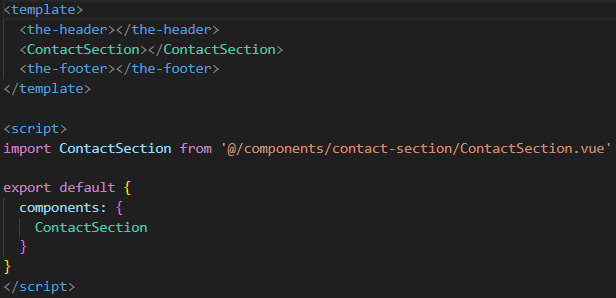 <template>
  <the-header></the-header>
  <ContactSection></ContactSection>
  <the-footer></the-footer>
</template>

<script>
import ContactSection from '@/components/contact-section/ContactSection.vue'

export default {
  components: {
    ContactSection
  }
}
</script>